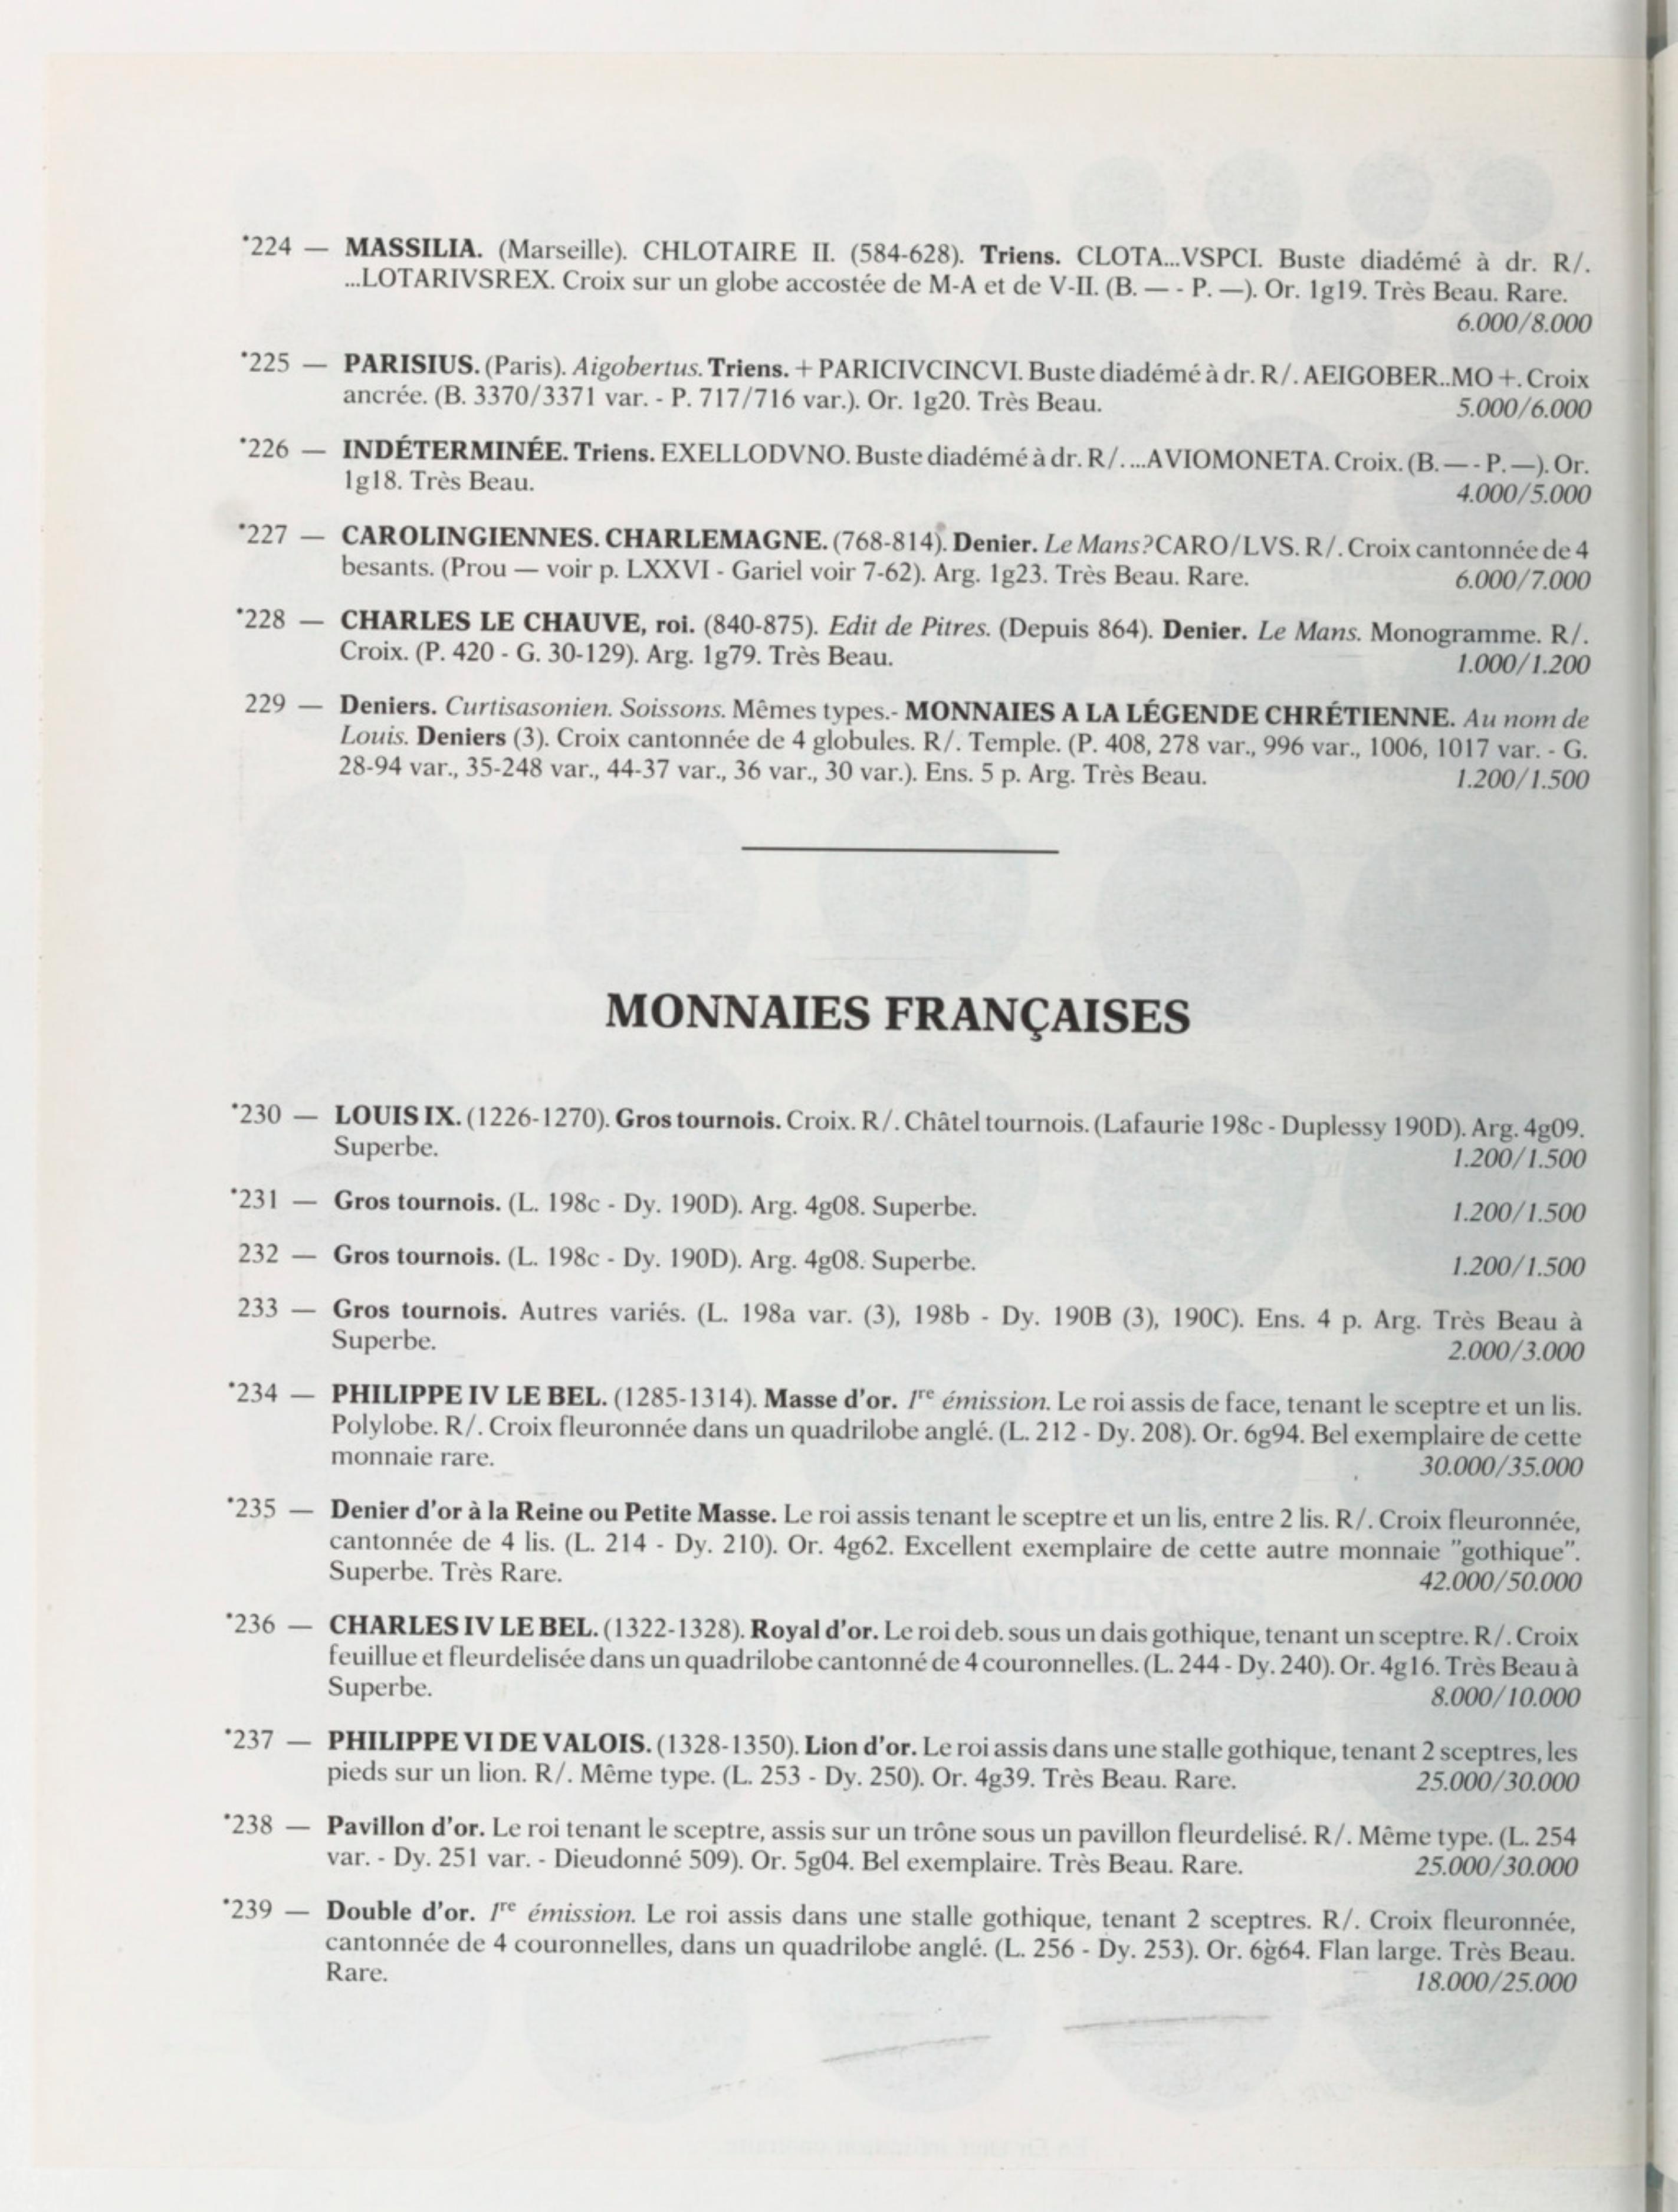 *224 — MASSILIA. (Marseille). CHLOTAIRE II. (584-628). Triens. CLOTA...VSPCI. Buste diadémé à dr. R/.
...LOTARIVSREX. Croix sur un globe accostée de M-A et de V-II. (B. — - P. —). Or. 1g19. Très Beau. Rare.
6.000/8.000
*225 — PARISIUS. (Paris). Aigobertus. Triens. + PARICIVCINCVI. Buste diadémé à dr. R/. AEIGOBER..MO +. Croix
ancrée. (B. 3370/3371 var. - P. 717/716 var.). Or. 1g20. Très Beau. 5.000/6.000
*226 — INDÉTERMINÉE. Triens. EXELLODVNO. Buste diadémé à dr. R/. ...AVIOMONETA. Croix. (B. — - P. —). Or.
1g18. Très Beau. 4.000/5.000
*227 — CAROLINGIENNES. CHARLEMAGNE. (768-814). Denier. Le Mans? CARO/LVS. R/. Croix cantonnée de 4
besants. (Prou — voir p. LXXVI - Gariel voir 7-62). Arg. 1g23. Très Beau. Rare. 6.000/7.000
*228 — CHARLES LE CHAUVE, roi. (840-875). Edit de Pitres. (Depuis 864). Denier. Le Mans. Monogramme. R/.
Croix. (P. 420 - G. 30-129). Arg. 1g79. Très Beau. 1.000/1.200
229 — Deniers. Curtisasonien. Soissons. Mêmes types.- MONNAIES A LA LÉGENDE CHRÉTIENNE. Au nom de
Louis. Deniers (3). Croix cantonnée de 4 globules. R/. Temple. (P. 408, 278 var., 996 var., 1006, 1017 var. - G.
28-94 var., 35-248 var., 44-37 var., 36 var., 30 var.). Ens. 5 p. Arg. Très Beau. 1.200/1.500
MONNAIES FRANÇAISES
*230 — LOUIS IX. (1226-1270). Gros tournois. Croix. R/. Châtel tournois. (Lafaurie 198c - Duplessy 190D). Arg. 4g09.
Superbe. 1.200/1.500
*231 — Gros tournois. (L. 198c - Dy. 190D). Arg. 4g08. Superbe. 1.200/1.500
232 — Gros tournois. (L. 198c - Dy. 190D). Arg. 4g08. Superbe. 1.200/1.500
233 — Gros tournois. Autres variés. (L. 198a var. (3), 198b - Dy. 190B (3), 190C). Ens. 4 p. Arg. Très Beau à
Superbe. 2.000/3.000
*234 — PHILIPPE IV LE BEL. (1285-1314). Masse d'or. 1re émission. Le roi assis de face, tenant le sceptre et un lis.
Polylobe. R/. Croix fleuronnée dans un quadrilobe anglé. (L. 212 - Dy. 208). Or. 6g94. Bel exemplaire de cette
monnaie rare. 30.000/35.000
*235 — Denier d'or à la Reine ou Petite Masse. Le roi assis tenant le sceptre et un lis, entre 2 lis. R/. Croix fleuronnée,
cantonnée de 4 lis. (L. 214 - Dy. 210). Or. 4g62. Excellent exemplaire de cette autre monnaie "gothique".
Superbe. Très Rare. 42.000/50.000
*236 — CHARLES IV LE BEL. (1322-1328). Royal d'or. Le roi deb. sous un dais gothique, tenant un sceptre. R/. Croix
feuillue et fleurdelisée dans un quadrilobe cantonné de 4 couronnelles. (L. 244 - Dy. 240). Or. 4g16. Très Beau à
Superbe. 8.000/10.000
*237 — PHILIPPE VI DE VALOIS. (1328-1350). Lion d'or. Le roi assis dans une stalle gothique, tenant 2 sceptres, les
pieds sur un lion. R/. Même type. (L. 253 - Dy. 250). Or. 4g39. Très Beau. Rare. 25.000/30.000
*238 — Pavillon d'or. Le roi tenant le sceptre, assis sur un trône sous un pavillon fleurdelisé. R/. Même type. (L. 254
var. - Dy. 251 var. - Dieudonné 509). Or. 5g04. Bel exemplaire. Très Beau. Rare. 25.000/30.000
*239 — Double d'or. 1re émission. Le roi assis dans une stalle gothique, tenant 2 sceptres. R/. Croix fleuronnée,
cantonnée de 4 couronnelles, dans un quadrilobe anglé. (L. 256 - Dy. 253). Or. 6g64. Flan large. Très Beau.
Rare. 18.000/25.000